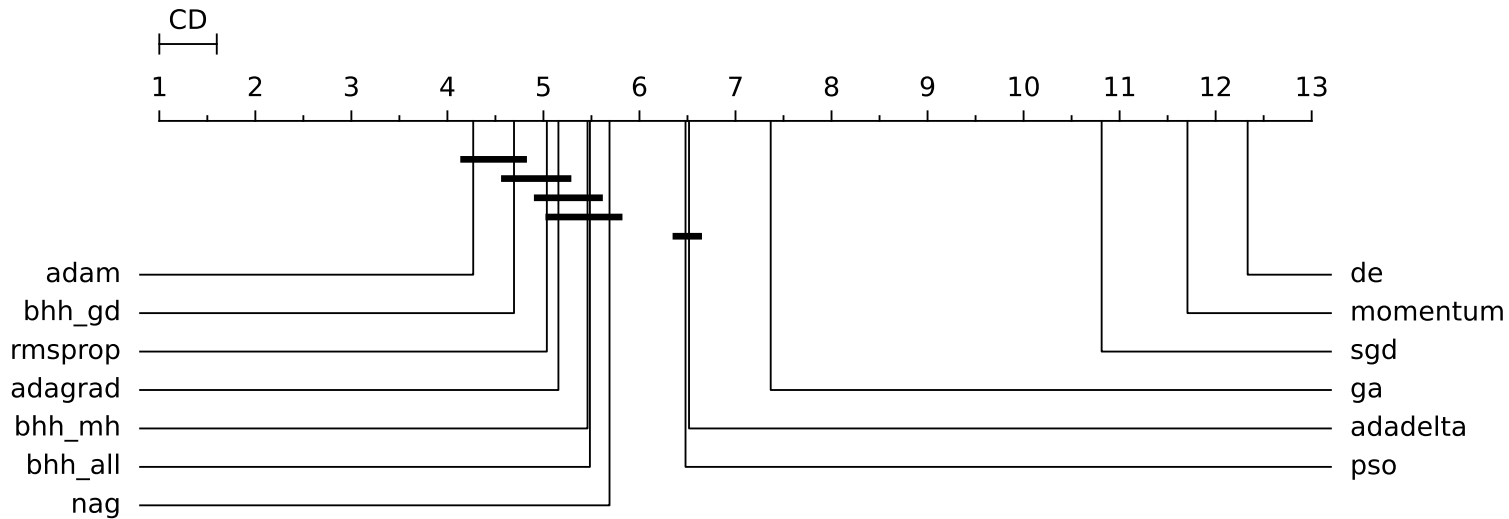 CD
1 2 3 4 5 6 7 8 9 10 11 12 13
adam
bhh_gd
rmsprop
adagrad
bhh_mh
bhh_all
nag
de
momentum
sgd
ga
adadelta
pso